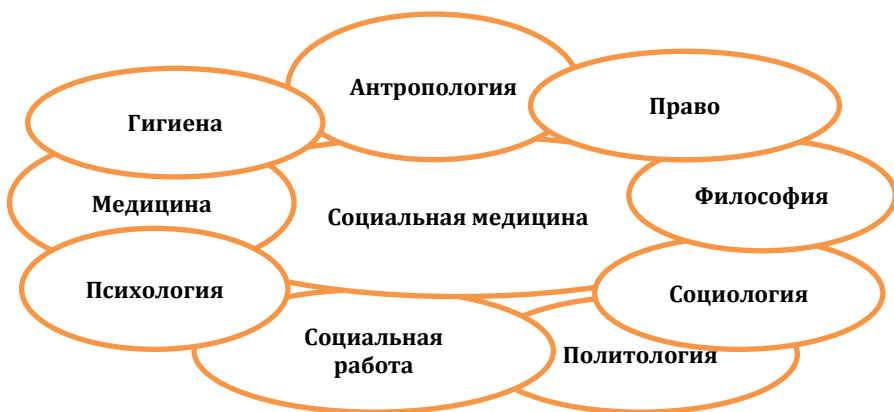 Антропология
Право
Гигиена
Философия
Медицина
Социальная медицина
Психология
Социология
Социальная
работа
Политология